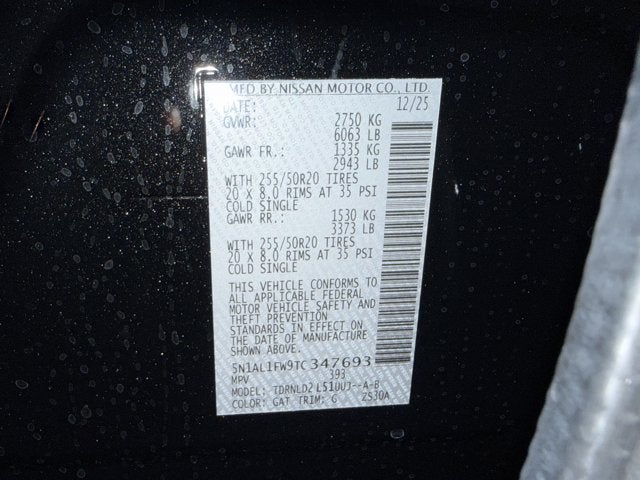 MFD BY NISSAN MOTOR CO., LTD.
DATE: 12/25
GVWR: 2750 KG
6063 LB
GAWR FR.: 1335 KG
2943 LB
WITH 255/50R20 TIRES
20 X 8.0 RIMS AT 35 PSI
COLD SINGLE
GAWR RR.: 1530 KG
3373 LB
WITH 255/50R20 TIRES
20 X 8.0 RIMS AT 35 PSI
COLD SINGLE
THIS VEHICLE CONFORMS TO
ALL APPLICABLE FEDERAL
MOTOR VEHICLE SAFETY AND
THEFT PREVENTION
STANDARDS IN EFFECT ON
THE DATE OF MANUFACTURE
SHOWN ABOVE.
5N1AL1FW9TC347693
MPV 393
MODEL: TDRNLD2 L51UUJ--A-B
COLOR: GAT TRIM: G ZS30A